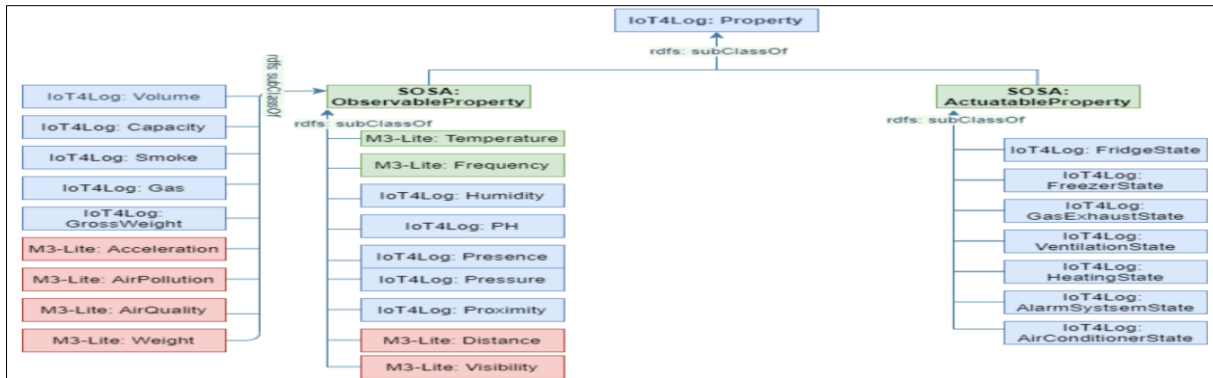 IoT4Log: Property
rdfs: subClassOf
rdfs subClassOf
SOSA:
ObservableProperty
rdfs: subClassOf
SOSA:
ActuatableProperty
rdfs: subClassOf
IoT4Log: Volume
IoT4Log: Capacity
IoT4Log: Smoke
IoT4Log: Gas
IoT4Log:
GrossWeight
M3-Lite: Acceleration
M3-Lite: AirPollution
M3-Lite: AirQuality
M3-Lite: Weight
M3-Lite: Temperature
M3-Lite: Frequency
IoT4Log: Humidity
IoT4Log: PH
IoT4Log: Presence
IoT4Log: Pressure
IoT4Log: Proximity
M3-Lite: Distance
M3-Lite: Visibility
IoT4Log: FridgeState
IoT4Log:
FreezerState
IoT4Log:
GasExhaustState
IoT4Log:
VentilationState
IoT4Log:
HeatingState
IoT4Log:
AlarmSystsemState
IoT4Log:
AirConditionerState